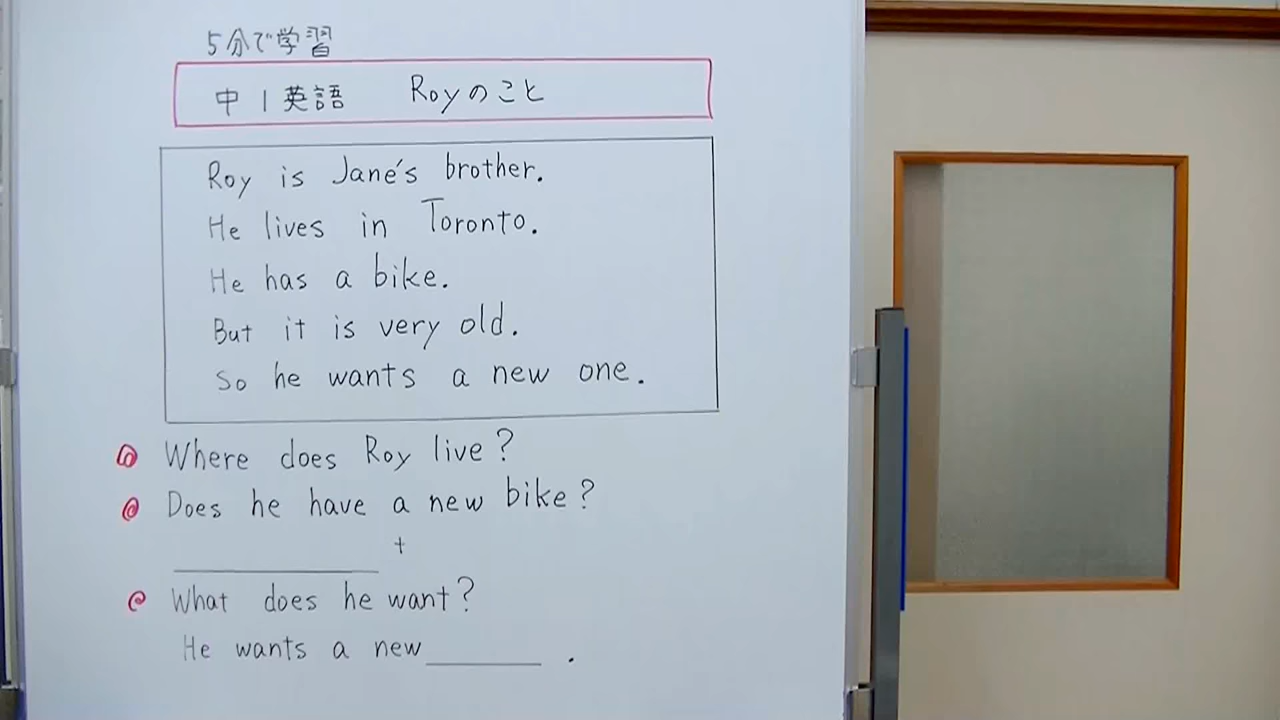 5分で学習
中1英語 Royのこと
Roy is Jane's brother.
He lives in Toronto.
He has a bike.
But it is very old.
So he wants a new one.
Where does Roy live?
Does he have a new bike?
+
What does he want?
He wants a new ______ .